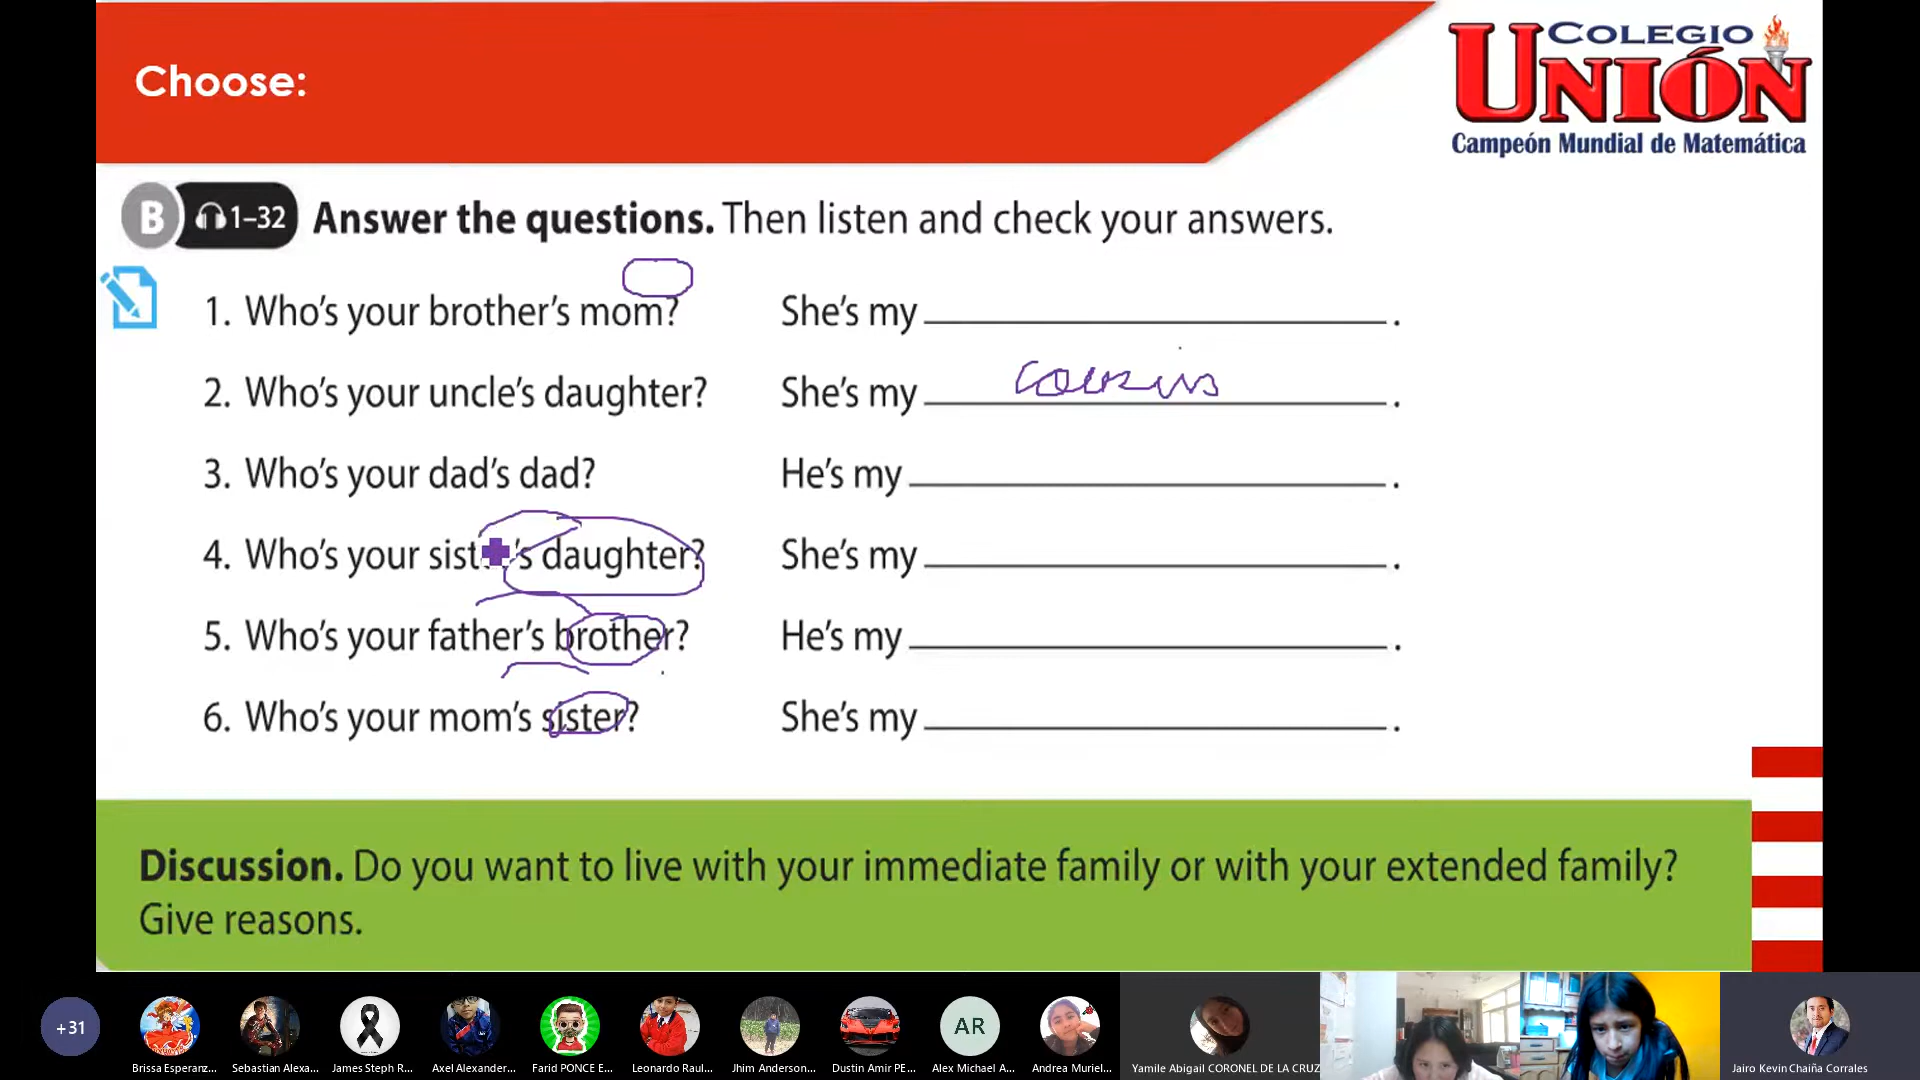 Choose:
COLEGIO
UNIÓN
Campeón Mundial de Matemática
B 1–32 Answer the questions. Then listen and check your answers.
1. Who's your brother's mom? She's my .
2. Who's your uncle's daughter? She's my cousin .
3. Who's your dad's dad? He's my .
4. Who's your sister's daughter? She's my .
5. Who's your father's brother? He's my .
6. Who's your mom's sister? She's my .
Discussion. Do you want to live with your immediate family or with your extended family?
Give reasons.
+31
AR
Brissa Esperanz... Sebastian Alexa... James Steph R... Axel Alexander... Farid PONCE E... Leonardo Raul... Jhim Anderson... Dustin Amir PE... Alex Michael A... Andrea Muriel... Yamile Abigail CORONEL DE LA CRUZ Jairo Kevin Chaiña Corrales